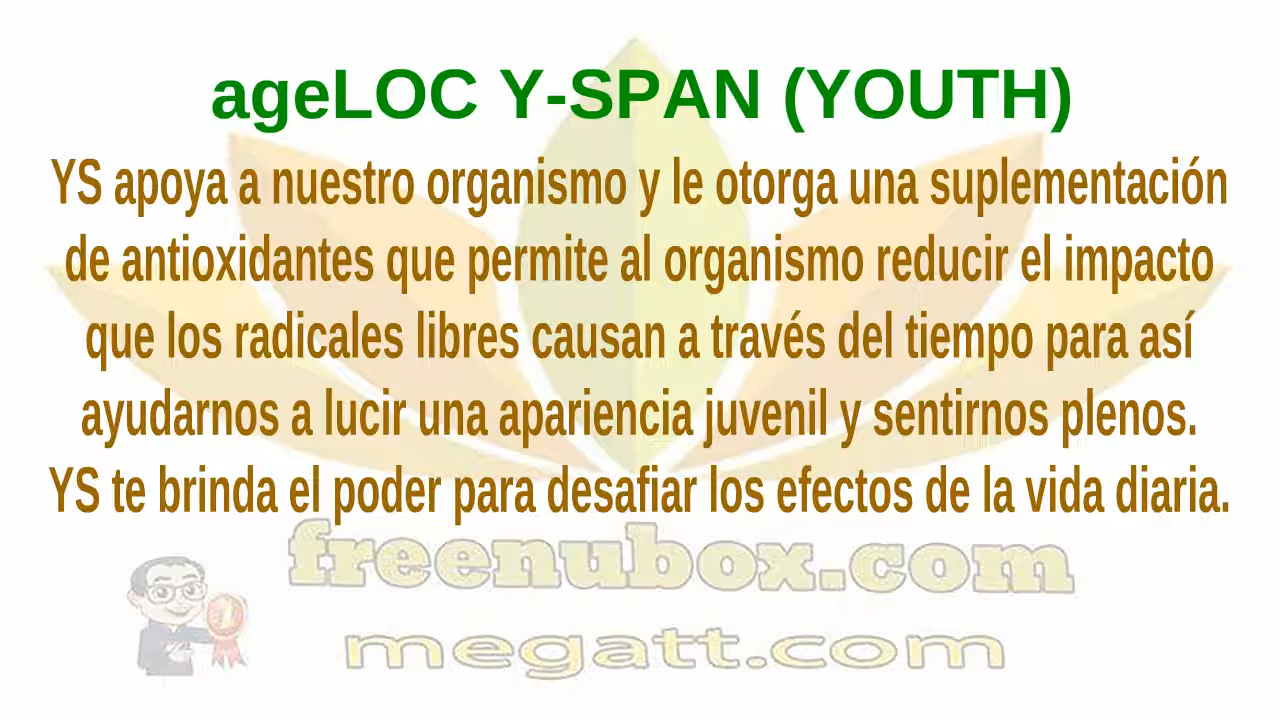 ageLOC Y-SPAN (YOUTH)
YS apoya a nuestro organismo y le otorga una suplementación
de antioxidantes que permite al organismo reducir el impacto
que los radicales libres causan a través del tiempo para así
ayudarnos a lucir una apariencia juvenil y sentirnos plenos.
YS te brinda el poder para desafiar los efectos de la vida diaria.
freenubox.com
1
megatt.com